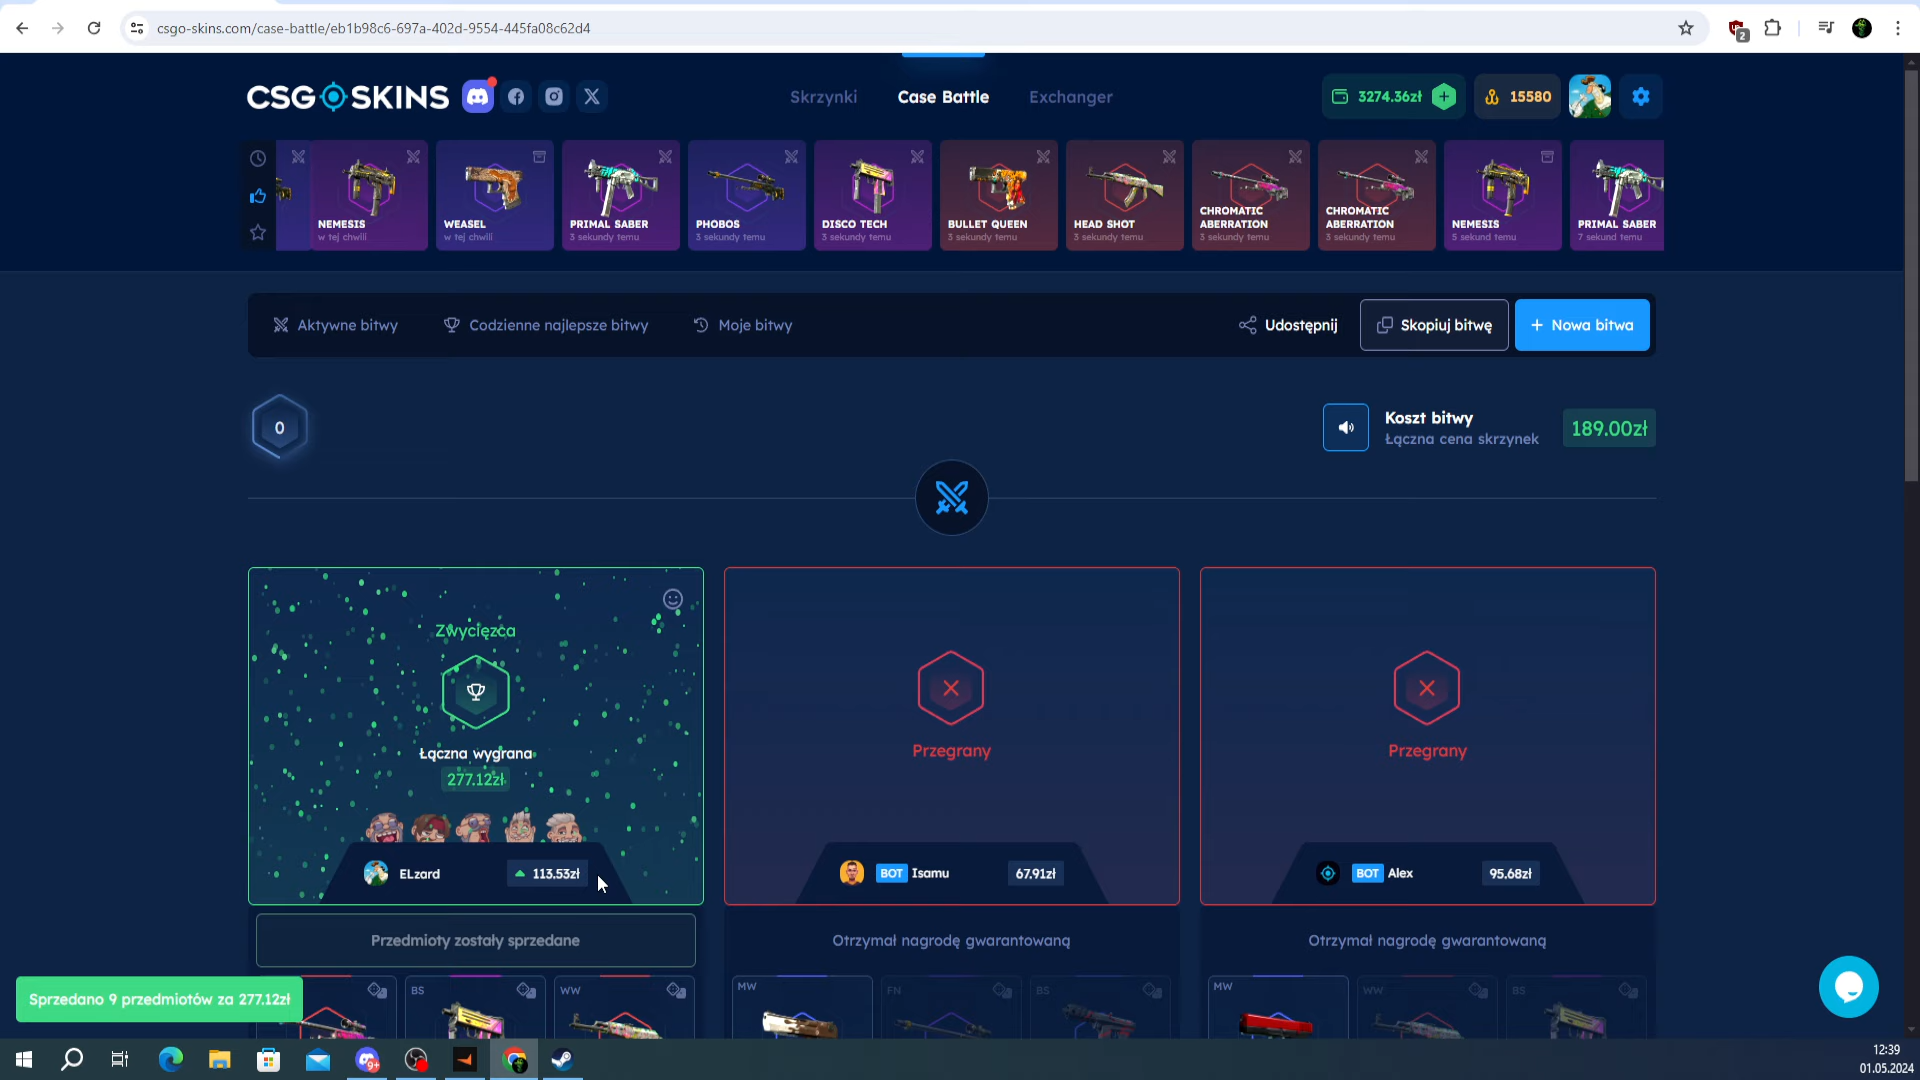 csgo-skins.com/case-battle/eb1b98c6-697a-402d-9554-445fa08c62d4
2
CSG SKINS
Skrzynki
Case Battle
Exchanger
3274.36zł
15580
NEMESIS
w tej chwili
WEASEL
w tej chwili
PRIMAL SABER
3 sekundy temu
PHOBOS
3 sekundy temu
DISCO TECH
3 sekundy temu
BULLET QUEEN
3 sekundy temu
HEAD SHOT
3 sekundy temu
CHROMATIC
ABERRATION
3 sekundy temu
CHROMATIC
ABERRATION
3 sekundy temu
NEMESIS
5 sekund temu
PRIMAL SABER
7 sekund temu
Aktywne bitwy
Codzienne najlepsze bitwy
Moje bitwy
Udostępnij
Skopiuj bitwę
+ Nowa bitwa
0
Koszt bitwy
Łączna cena skrzynek
189.00zł
Zwycięzca
Łączna wygrana
277.12zł
ELzard
113.53zł
Przegrany
BOT Isamu
67.91zł
Przegrany
BOT Alex
95.68zł
Przedmioty zostały sprzedane
Otrzymał nagrodę gwarantowaną
Otrzymał nagrodę gwarantowaną
BS
WW
MW
FN
BS
MW
WW
BS
Sprzedano 9 przedmiotów za 277.12zł
9+
12:39
01.05.2024